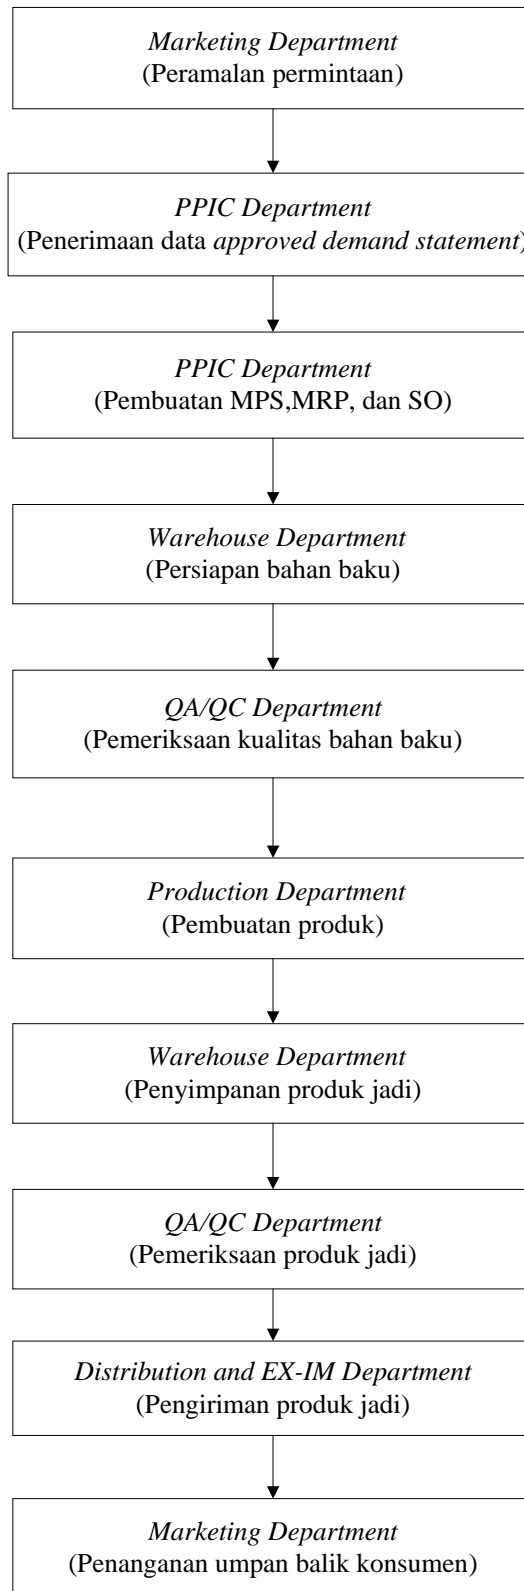 Marketing Department
(Peramalan permintaan)
PPIC Department
(Penerimaan data approved demand statement)
PPIC Department
(Pembuatan MPS,MRP, dan SO)
Warehouse Department
(Persiapan bahan baku)
QA/QC Department
(Pemeriksaan kualitas bahan baku)
Production Department
(Pembuatan produk)
Warehouse Department
(Penyimpanan produk jadi)
QA/QC Department
(Pemeriksaan produk jadi)
Distribution and EX-IM Department
(Pengiriman produk jadi)
Marketing Department
(Penanganan umpan balik konsumen)